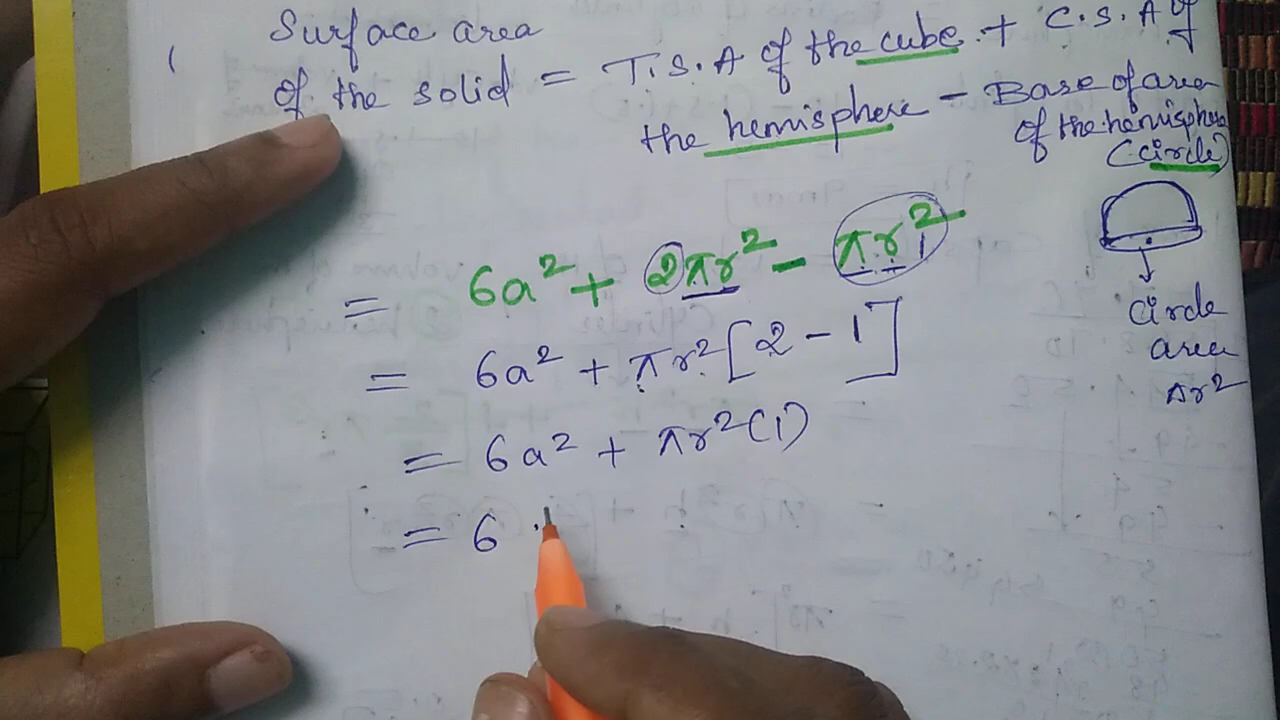 Surface area
of the solid = T.S.A of the cube + C.S.A of
the hemisphere - Base of area
of the hemisphere
(circle)
= 6a² + 2πr² - πr²
= 6a² + πr² [2 - 1]
= 6a² + πr² (1)
= 6
Circle
area
πr²